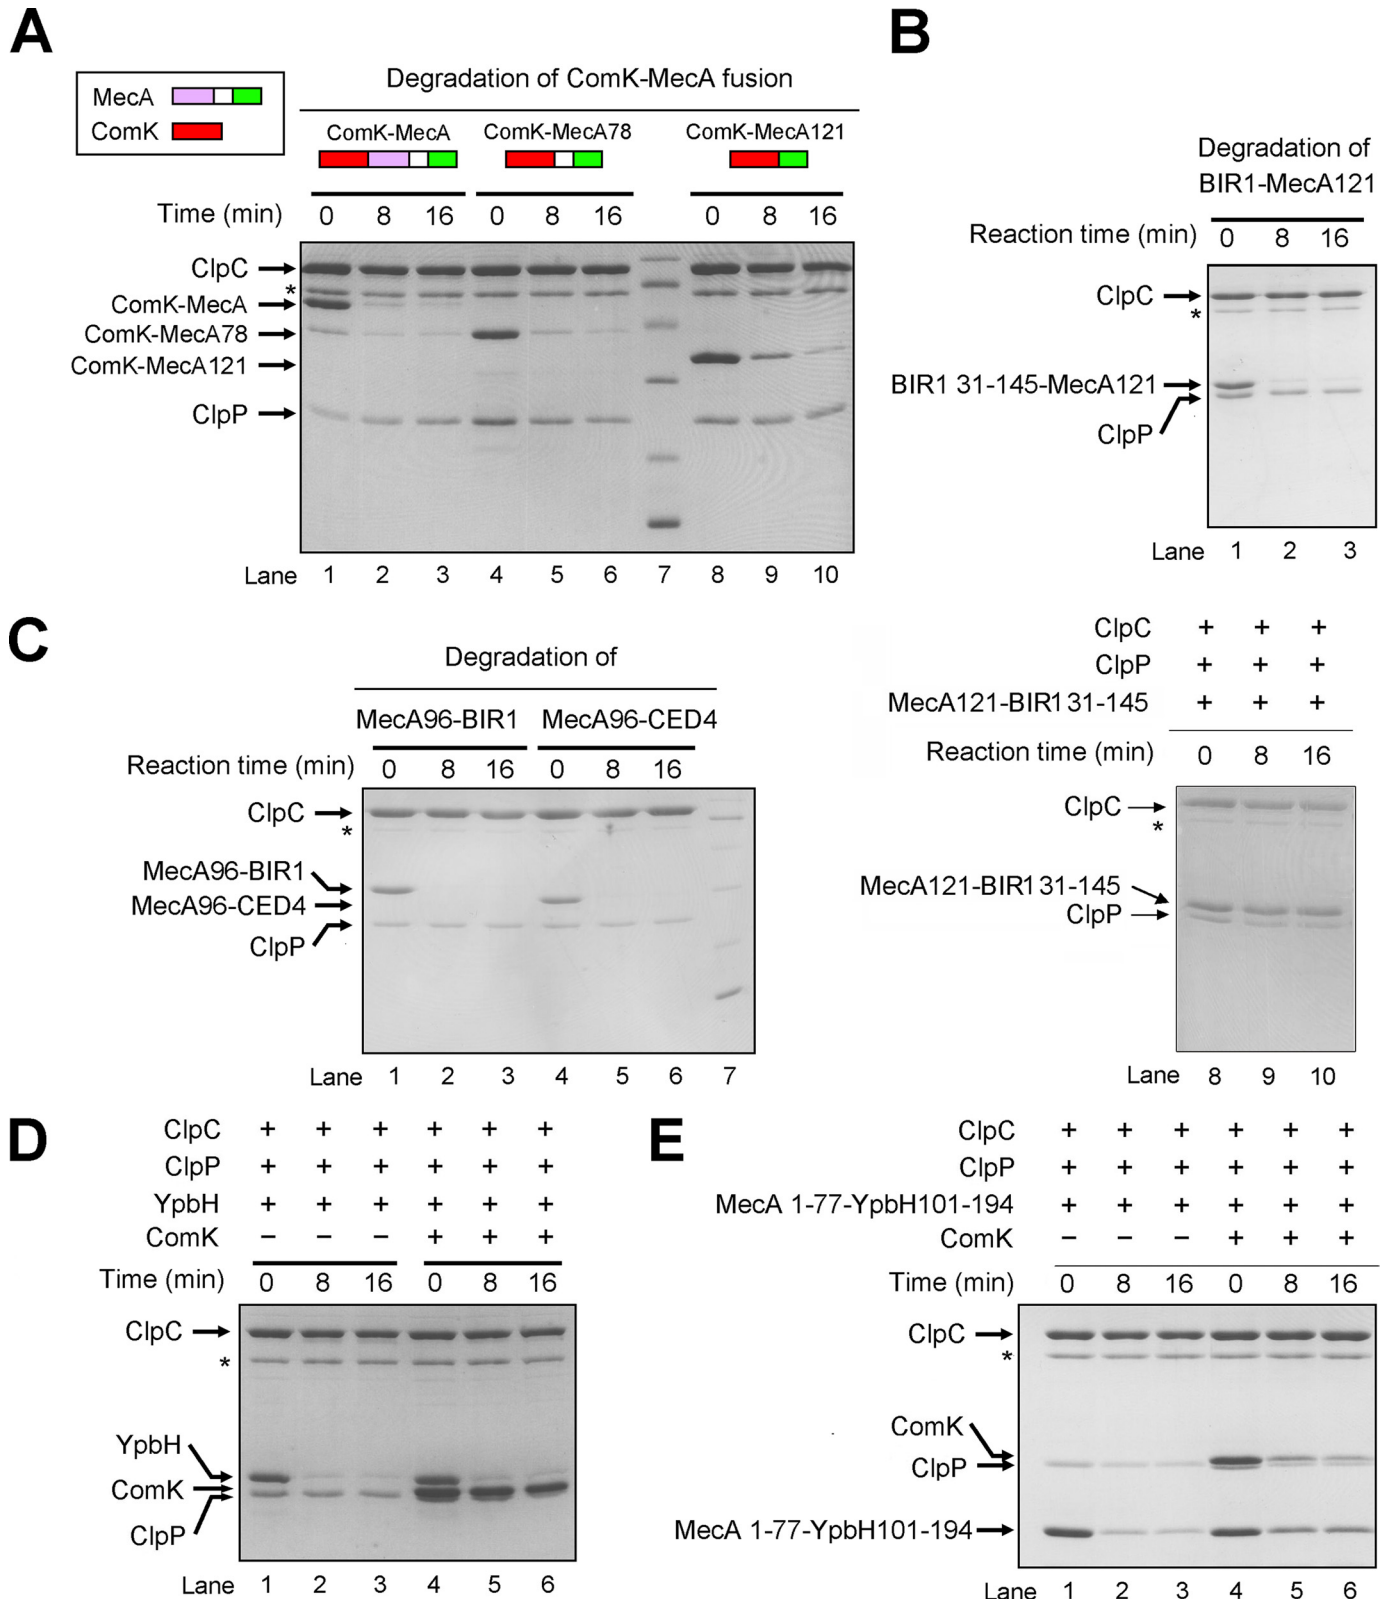 A
Degradation of ComK-MecA fusion
MecA
ComK
ComK-MecA ComK-MecA78 ComK-MecA121
Time (min) 0 8 16 0 8 16 0 8 16
ClpC
*
ComK-MecA
ComK-MecA78
ComK-MecA121
ClpP
Lane 1 2 3 4 5 6 7 8 9 10
B
Degradation of
BIR1-MecA121
Reaction time (min) 0 8 16
ClpC
*
BIR1 31-145-MecA121
ClpP
Lane 1 2 3
C
Degradation of
MecA96-BIR1 MecA96-CED4
Reaction time (min) 0 8 16 0 8 16
ClpC
*
MecA96-BIR1
MecA96-CED4
ClpP
Lane 1 2 3 4 5 6 7
ClpC + + +
ClpP + + +
MecA121-BIR131-145 + + +
Reaction time (min) 0 8 16
ClpC
*
MecA121-BIR131-145
ClpP
Lane 8 9 10
D
ClpC + + + + + +
ClpP + + + + + +
YpbH + + + + + +
ComK − − − + + +
Time (min) 0 8 16 0 8 16
ClpC
*
YpbH
ComK
ClpP
Lane 1 2 3 4 5 6
E
ClpC + + + + + +
ClpP + + + + + +
MecA 1-77-YpbH101-194 + + + + + +
ComK − − − + + +
Time (min) 0 8 16 0 8 16
ClpC
*
ComK
ClpP
MecA 1-77-YpbH101-194
Lane 1 2 3 4 5 6